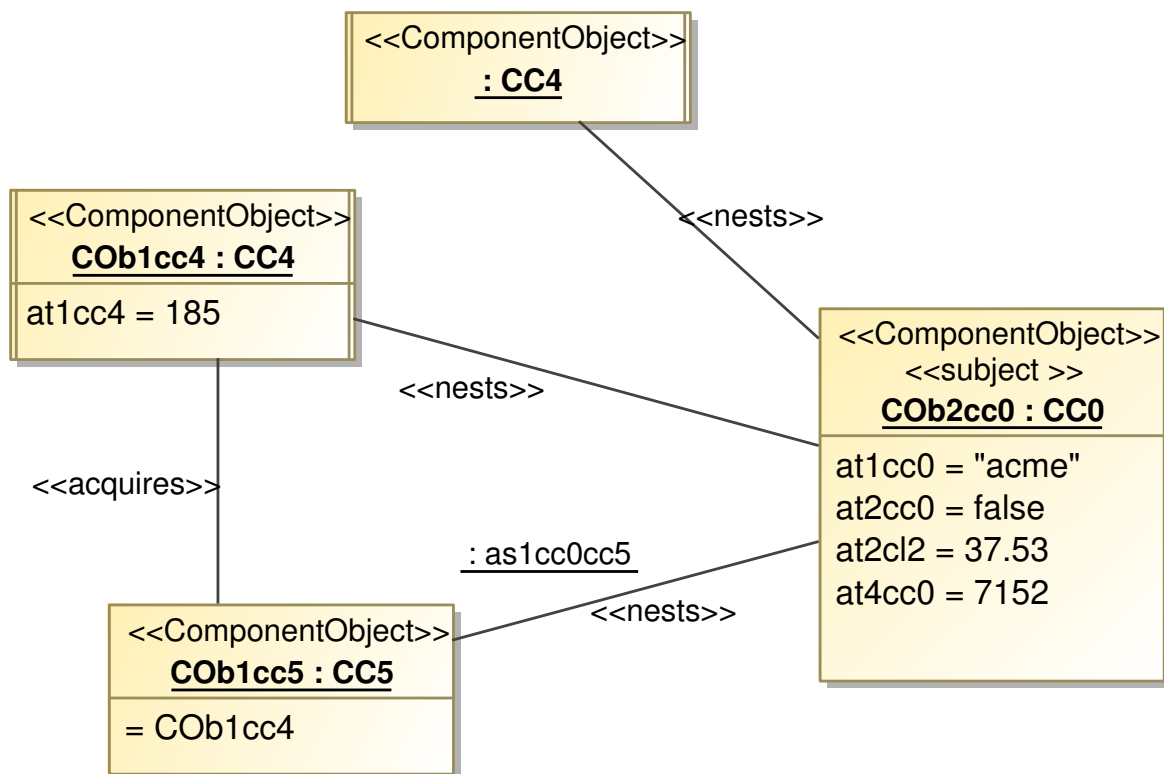 <<ComponentObject>>
: CC4
<<nests>>
<<ComponentObject>>
COb1cc4 : CC4
at1cc4 = 185
<<nests>>
<<acquires>>
<<ComponentObject>>
<<subject >>
COb2cc0 : CC0
at1cc0 = "acme"
at2cc0 = false
at2cl2 = 37.53
at4cc0 = 7152
: as1cc0cc5
<<nests>>
<<ComponentObject>>
COb1cc5 : CC5
= COb1cc4